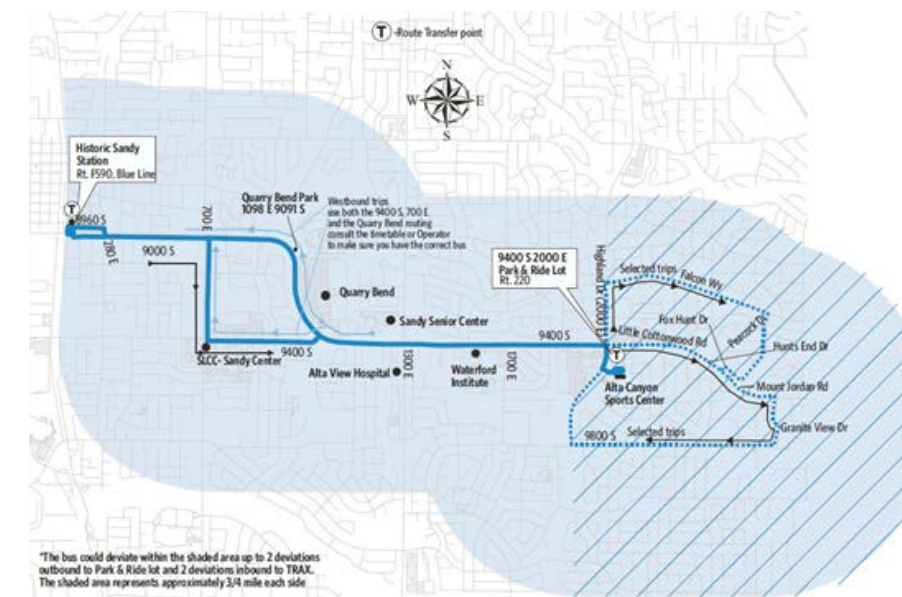 T -Route Transfer point
N
W E
S
Historic Sandy
Station
Rt. F590, Blue Line
T
8960 S
280 E
700 E
9000 S
Quarry Bend Park
1098 E 9091 S
Westbound trips
use both the 9400 S, 700 E
and the Quarry Bend routing
consult the timetable or Operator
to make sure you have the correct bus
Quarry Bend
Sandy Senior Center
9400 S
SLCC- Sandy Center
Alta View Hospital
1300 E
Waterford
Institute
1700 E
9400 S
9400 S 2000 E
Park & Ride Lot
Rt. 220
Highland Dr (2000 E)
Selected trips
Falcon Wy
Fox Hunt Dr
Peacock Dr
Little Cottonwood Rd
Hunts End Dr
T
Alta Canyon
Sports Center
Mount Jordan Rd
Granite View Dr
9800 S
Selected trips
*The bus could deviate within the shaded area up to 2 deviations
outbound to Park & Ride lot and 2 deviations inbound to TRAX.
The shaded area represents approximately 3/4 mile each side